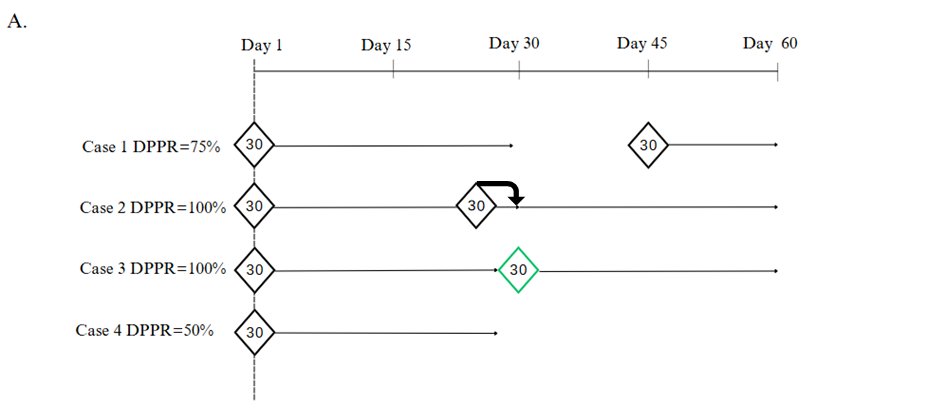 A.
Day 1 Day 15 Day 30 Day 45 Day 60
Case 1 DPPR=75% 30 30
Case 2 DPPR=100% 30 30
Case 3 DPPR=100% 30 30
Case 4 DPPR=50% 30